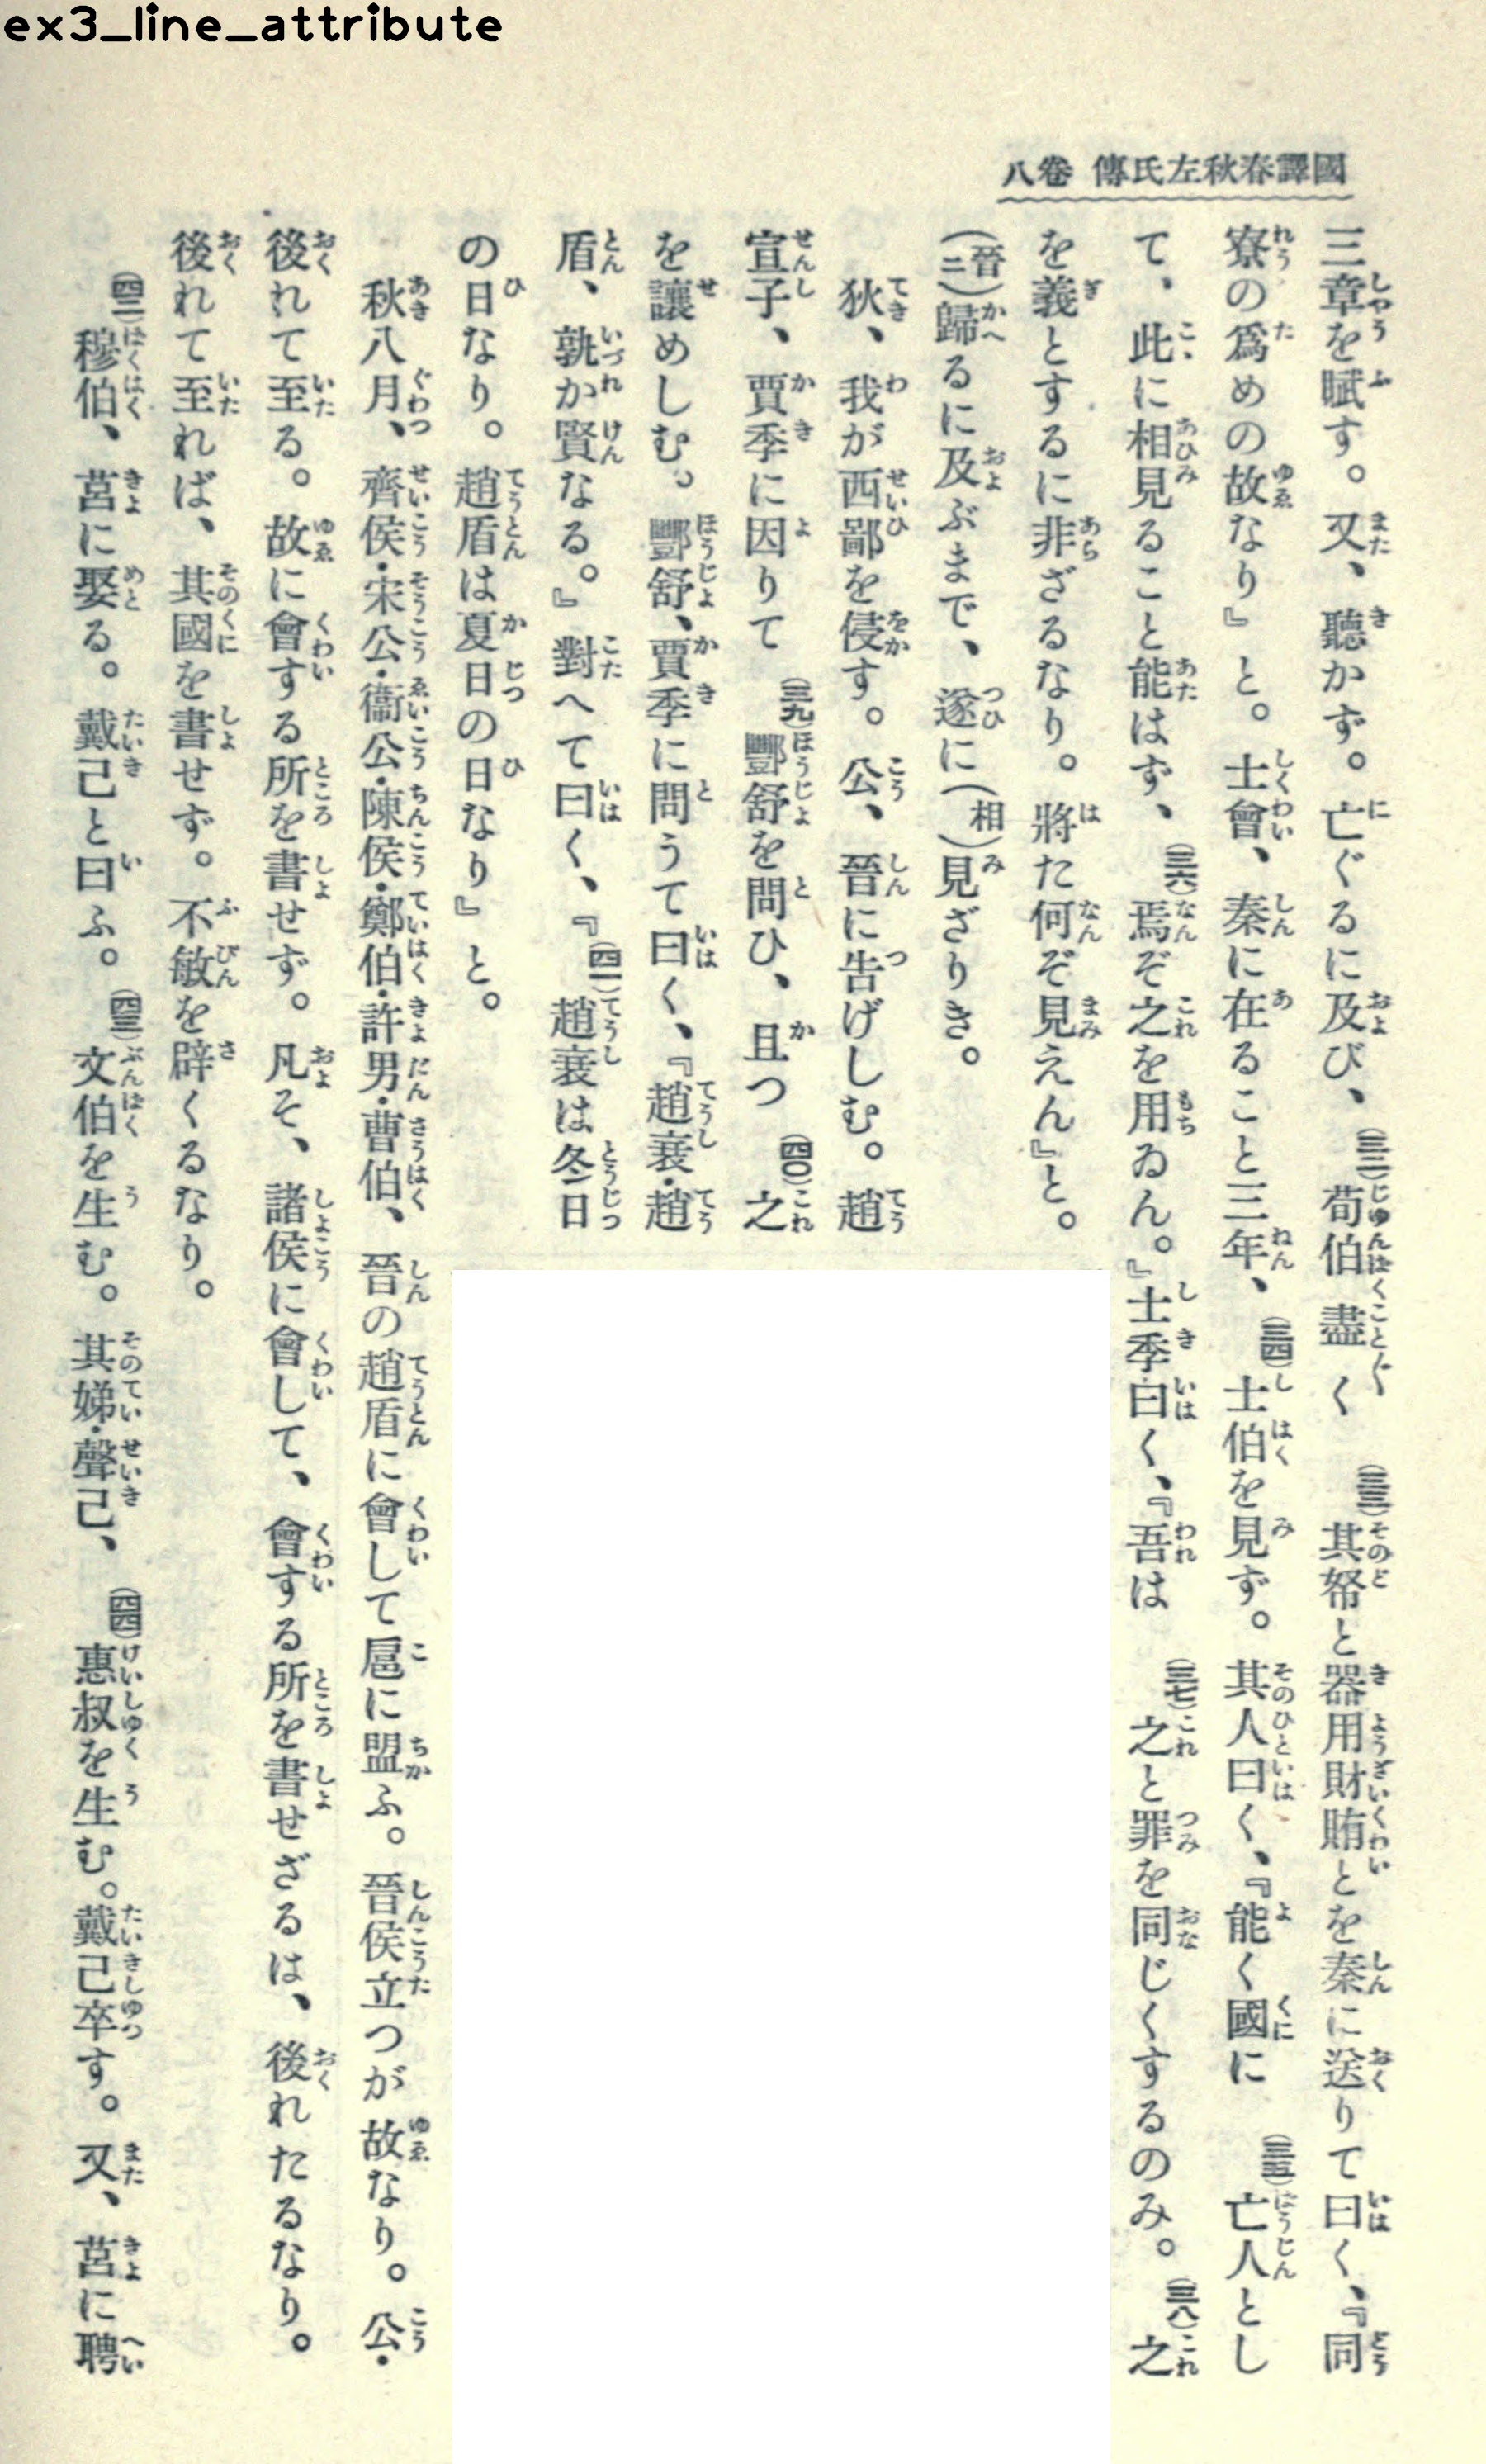 ex3_line_attribute
國譯春秋左氏傳 卷八
三章を賦す。又、聽かず。亡ぐるに及び、(三二)荀伯盡く(三三)其帑と器用財賄とを秦に送りて曰く、『同
寮の爲めの故なり』と。士會、秦に在ること三年、(三四)士伯を見ず。其人曰く、『能く國に(三五)亡人とし
て、此に相見ること能はず、(三六)焉ぞ之を用ゐん。』士季曰く、『吾は(三七)之と罪を同じくするのみ。(三八)之
を義とするに非ざるなり。將た何ぞ見えん』と。
(晉ニ)歸るに及ぶまで、遂に(相)見ざりき。
狄、我が西鄙を侵す。公、晉に告げしむ。趙
宣子、賈季に因りて(三九)酆舒を問ひ、且つ(四〇)之
を讓めしむ。酆舒、賈季に問うて曰く、『趙衰・趙
盾、孰か賢なる。』對へて曰く、『(四一)趙衰は冬日
の日なり。趙盾は夏日の日なり』と。
秋八月、齊侯・宋公・衞公・陳侯・鄭伯・許男・曹伯、晉の趙盾に會して扈に盟ふ。晉侯立つが故なり。公・
後れて至る。故に會する所を書せず。凡そ、諸侯に會して、會する所を書せざるは、後れたるなり。
後れて至れば、其國を書せず。不敏を辟くるなり。
(四二)穆伯、莒に娶る。戴己と曰ふ。(四三)文伯を生む。其娣・聲己、(四四)惠叔を生む。戴己卒す。又、莒に聘